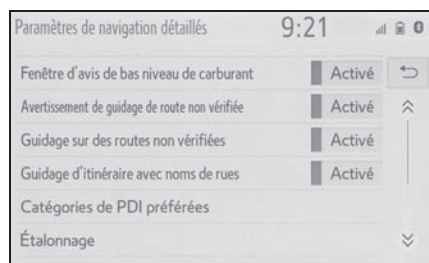 Paramètres de navigation détaillés 9:21
Fenêtre d'avis de bas niveau de carburant Activé
Avertissement de guidage de route non vérifiée Activé
Guidage sur des routes non vérifiées Activé
Guidage d'itinéraire avec noms de rues Activé
Catégories de PDI préférées
Étalonnage